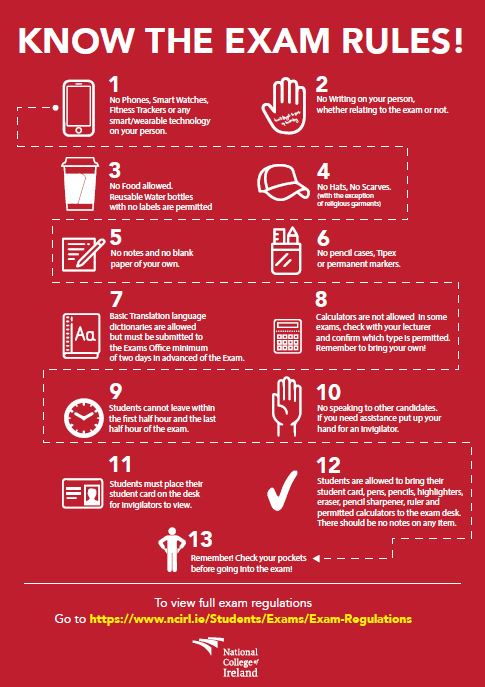 KNOW THE EXAM RULES!
1
No Phones, Smart Watches,
Fitness Trackers or any
smart/wearable technology
on your person.
2
No Writing on your person,
whether relating to the exam or not.
3
No Food allowed.
Reusable Water bottles
with no labels are permitted
4
No Hats, No Scarves.
(with the exception
of religious garments)
5
No notes and no blank
paper of your own.
6
No pencil cases, Tipex
or permanent markers.
7
Aa
Basic Translation language
dictionaries are allowed
but must be submitted to
the Exams Office minimum
of two days in advanced of the Exam.
8
Calculators are not allowed in some
exams, check with your lecturer
and confirm which type is permitted.
Remember to bring your own!
9
Students cannot leave within
the first half hour and the last
half hour of the exam.
10
No speaking to other candidates.
If you need assistance put up your
hand for an invigilator.
11
Students must place their
student card on the desk
for invigilators to view.
12
Students are allowed to bring their
student card, pens, pencils, highlighters,
eraser, pencil sharpener, ruler and
permitted calculators to the exam desk.
There should be no notes on any item.
13
Remember! Check your pockets
before going into the exam!
To view full exam regulations
Go to https://www.ncirl.ie/Students/Exams/Exam-Regulations
National
College of
Ireland